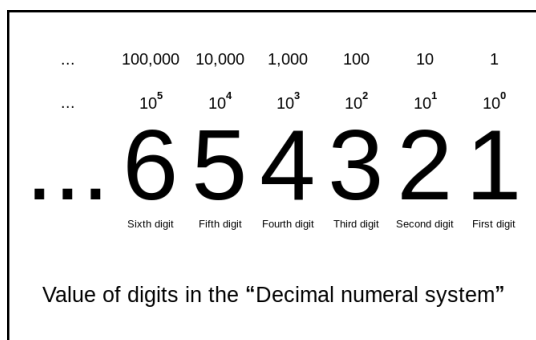 ... 100,000 10,000 1,000 100 10 1
... 10⁵ 10⁴ 10³ 10² 10¹ 10⁰
...654321
Sixth digit Fifth digit Fourth digit Third digit Second digit First digit
Value of digits in the “Decimal numeral system”